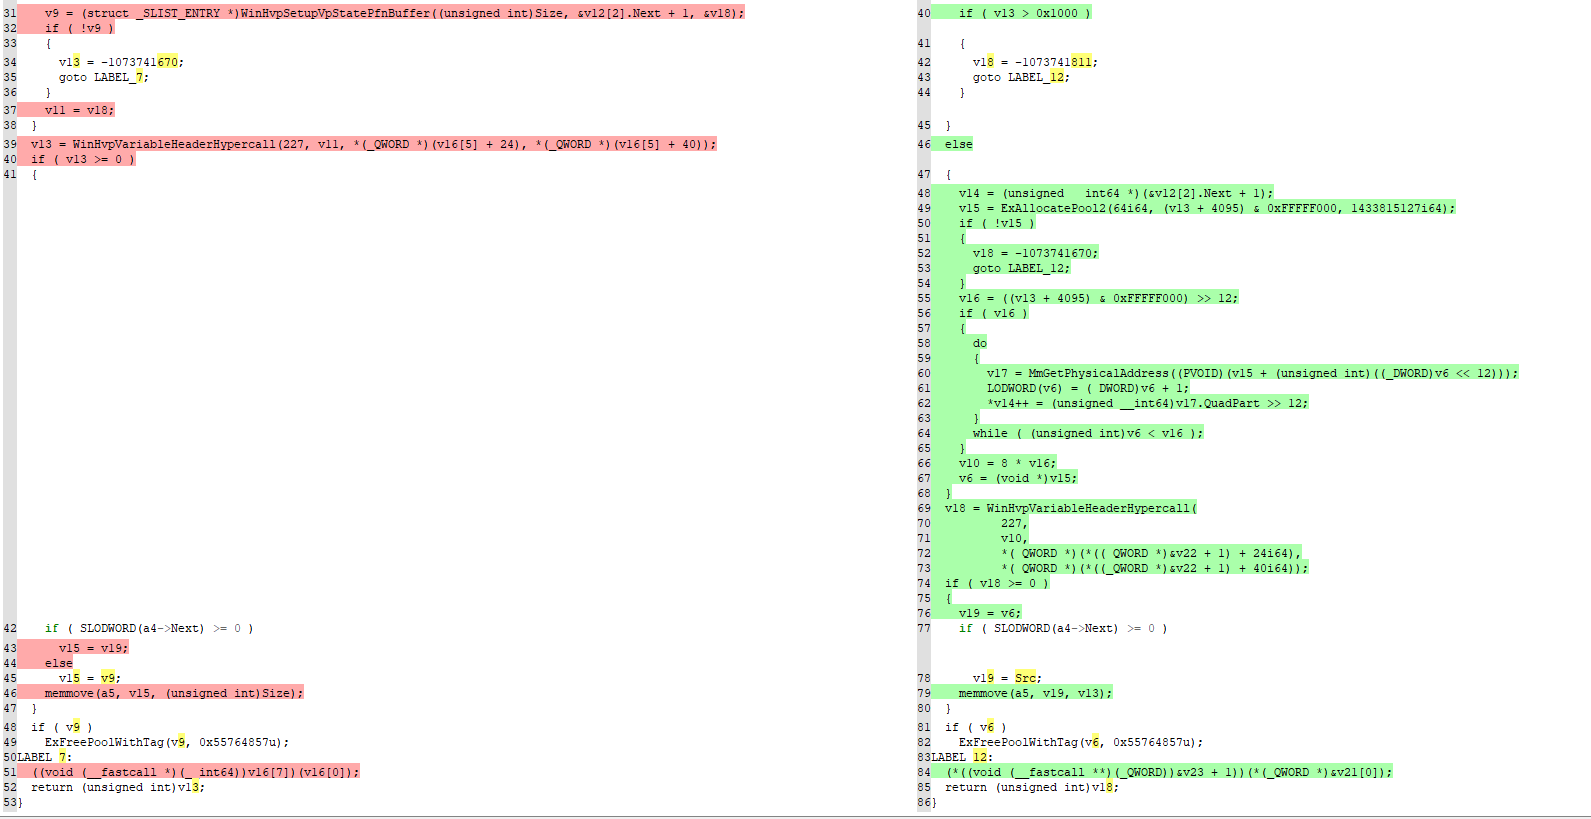 31 v9 = (struct _SLIST_ENTRY *)WinHvpSetupVpStatePfnBuffer((unsigned int)Size, &v12[2].Next + 1, &v18);
32 if ( !v9 )
33 {
34 v13 = -1073741670;
35 goto LABEL_7;
36 }
37 v11 = v18;
38 }
39 v13 = WinHvpVariableHeaderHypercall(227, v11, *(_QWORD *)(v16[5] + 24), *(_QWORD *)(v16[5] + 40));
40 if ( v13 >= 0 )
41 {
42 if ( SLODWORD(a4->Next) >= 0 )
43 v15 = v19;
44 else
45 v15 = v9;
46 memmove(a5, v15, (unsigned int)Size);
47 }
48 if ( v9 )
49 ExFreePoolWithTag(v9, 0x55764857u);
50 LABEL_7:
51 ((void (__fastcall *)(__int64))v16[7])(v16[0]);
52 return (unsigned int)v13;
53 }
40 if ( v13 > 0x1000 )
41 {
42 v18 = -1073741811;
43 goto LABEL_12;
44 }
45 }
46 else
47 {
48 v14 = (unsigned __int64 *)(&v12[2].Next + 1);
49 v15 = ExAllocatePool2(64i64, (v13 + 4095) & 0xFFFFF000, 1433815127i64);
50 if ( !v15 )
51 {
52 v18 = -1073741670;
53 goto LABEL_12;
54 }
55 v16 = ((v13 + 4095) & 0xFFFFF000) >> 12;
56 if ( v16 )
57 {
58 do
59 {
60 v17 = MmGetPhysicalAddress((PVOID)(v15 + (unsigned int)((_DWORD)v6 << 12)));
61 LODWORD(v6) = (_DWORD)v6 + 1;
62 *v14++ = (unsigned __int64)v17.QuadPart >> 12;
63 }
64 while ( (unsigned int)v6 < v16 );
65 }
66 v10 = 8 * v16;
67 v6 = (void *)v15;
68 }
69 v18 = WinHvpVariableHeaderHypercall(
70 227,
71 v10,
72 *(_QWORD *)(*((_QWORD *)&v22 + 1) + 24i64),
73 *(_QWORD *)(*((_QWORD *)&v22 + 1) + 40i64));
74 if ( v18 >= 0 )
75 {
76 v19 = v6;
77 if ( SLODWORD(a4->Next) >= 0 )
78 v19 = Src;
79 memmove(a5, v19, v13);
80 }
81 if ( v6 )
82 ExFreePoolWithTag(v6, 0x55764857u);
83 LABEL_12:
84 (*((void (__fastcall **)(_QWORD))&v23 + 1))(*(_QWORD *)&v21[0]);
85 return (unsigned int)v18;
86 }